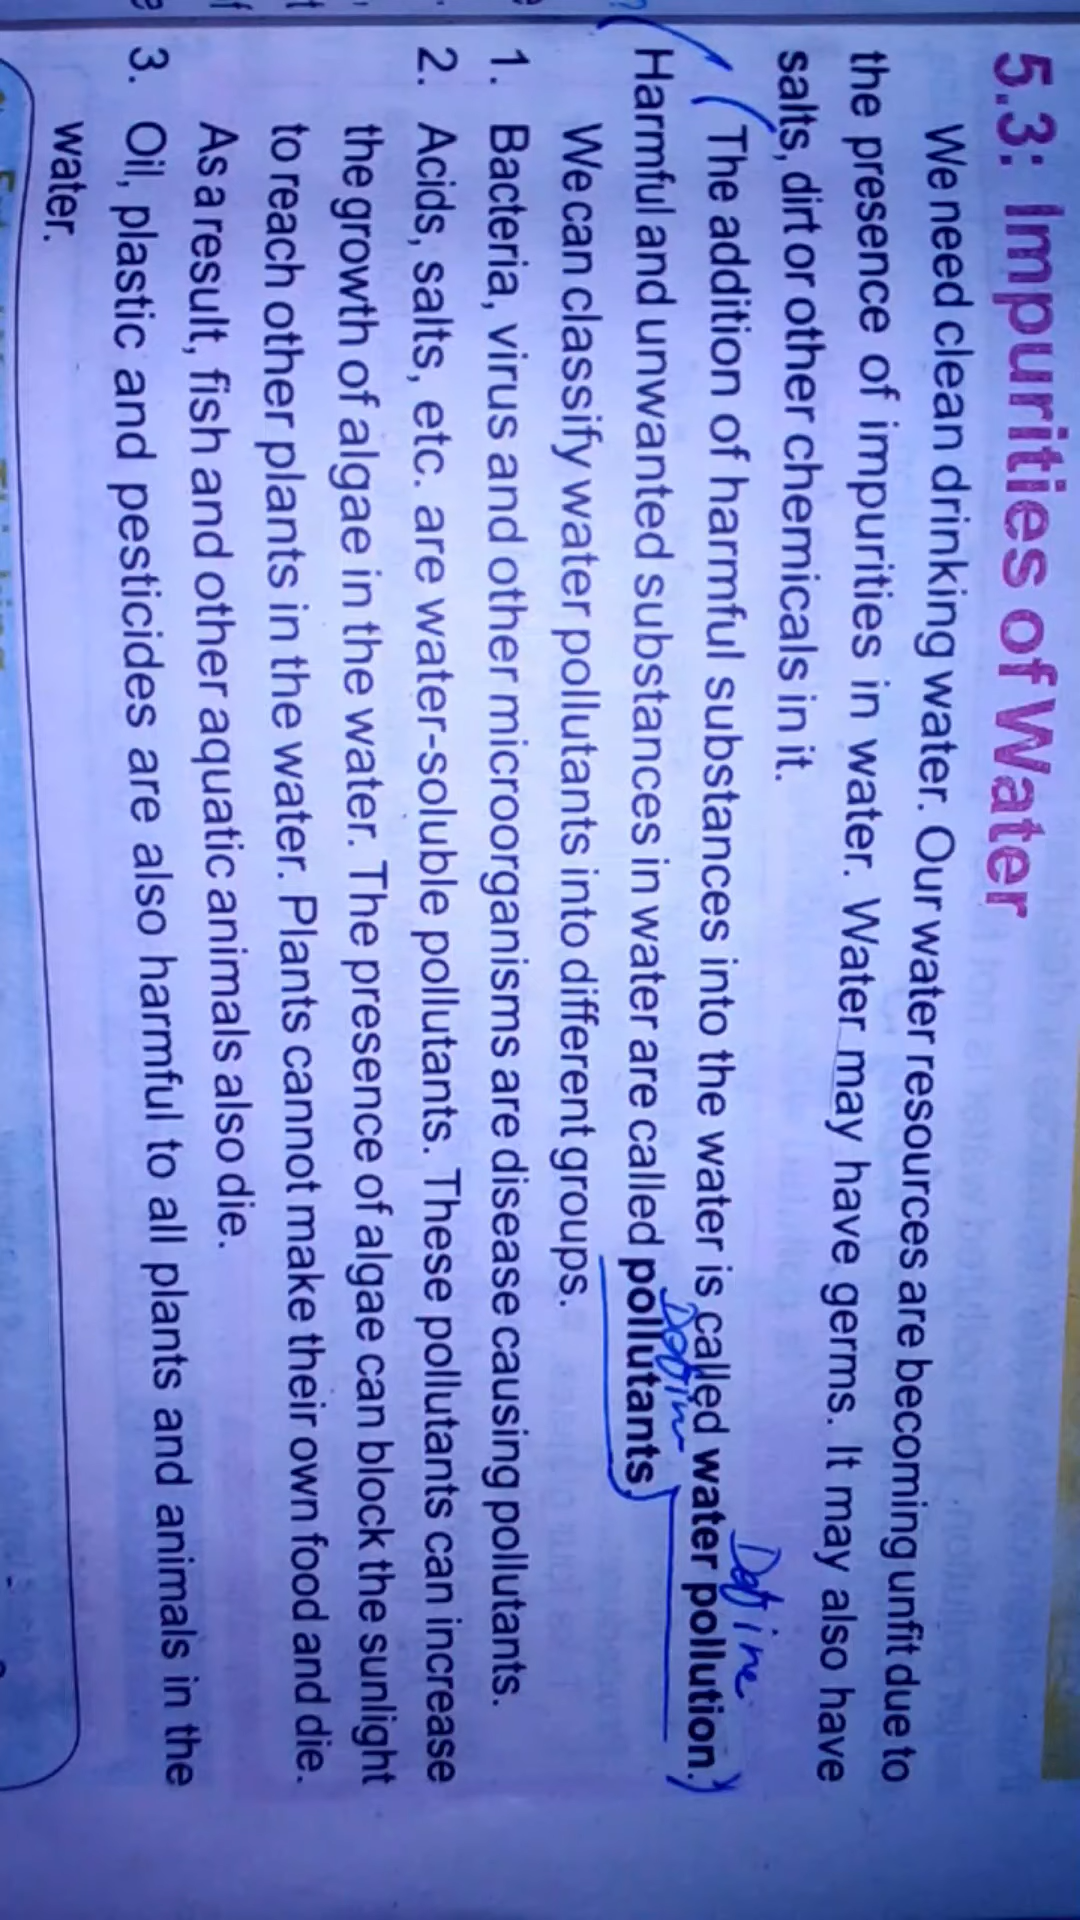 5.3: Impurities of Water
We need clean drinking water. Our water resources are becoming unfit due to
the presence of impurities in water. Water may have germs. It may also have
salts, dirt or other chemicals in it.
Define
(The addition of harmful substances into the water is called water pollution.)
Harmful and unwanted substances in water are called pollutants)
We can classify water pollutants into different groups.
1. Bacteria, virus and other microorganisms are disease causing pollutants.
2. Acids, salts, etc. are water-soluble pollutants. These pollutants can increase
the growth of algae in the water. The presence of algae can block the sunlight
to reach other plants in the water. Plants cannot make their own food and die.
As a result, fish and other aquatic animals also die.
3. Oil, plastic and pesticides are also harmful to all plants and animals in the
water.